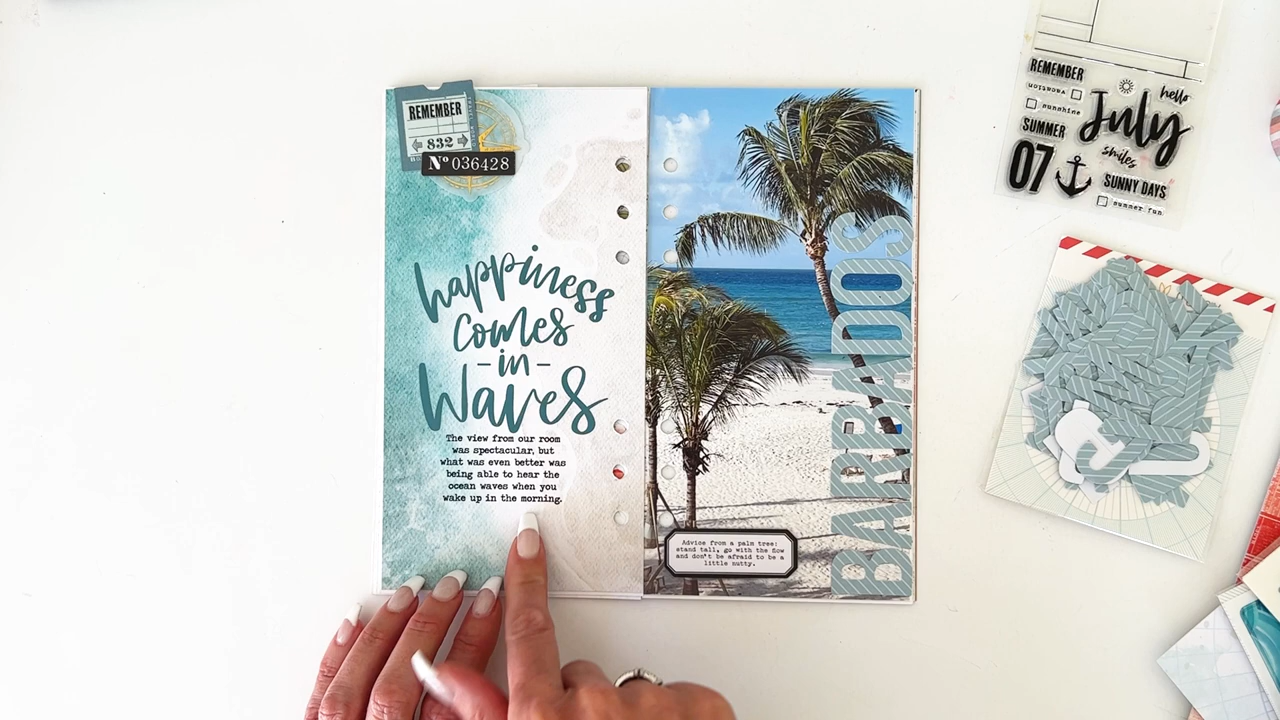 REMEMBER
832
Nº 036428
happiness
comes
-in-
Waves
The view from our room
was spectacular, but
what was even better was
being able to hear the
ocean waves when you
wake up in the morning.
BARBADOS
Advice from a palm tree:
stand tall, go with the flow
and don't be afraid to be a
little nutty.
REMEMBER
vacation
hello
sunshine
July
SUMMER
smiles
07
SUNNY DAYS
summer fun